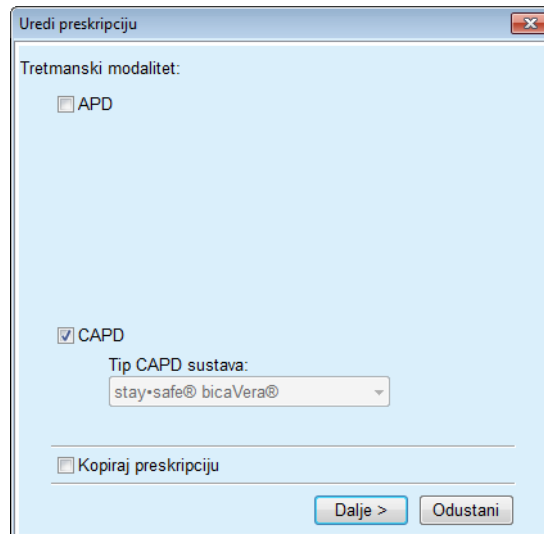 Uredi preskripciju
Tretmanski modalitet:
APD
CAPD
Tip CAPD sustava:
stay•safe® bicaVera®
Kopiraj preskripciju
Dalje >
Odustani